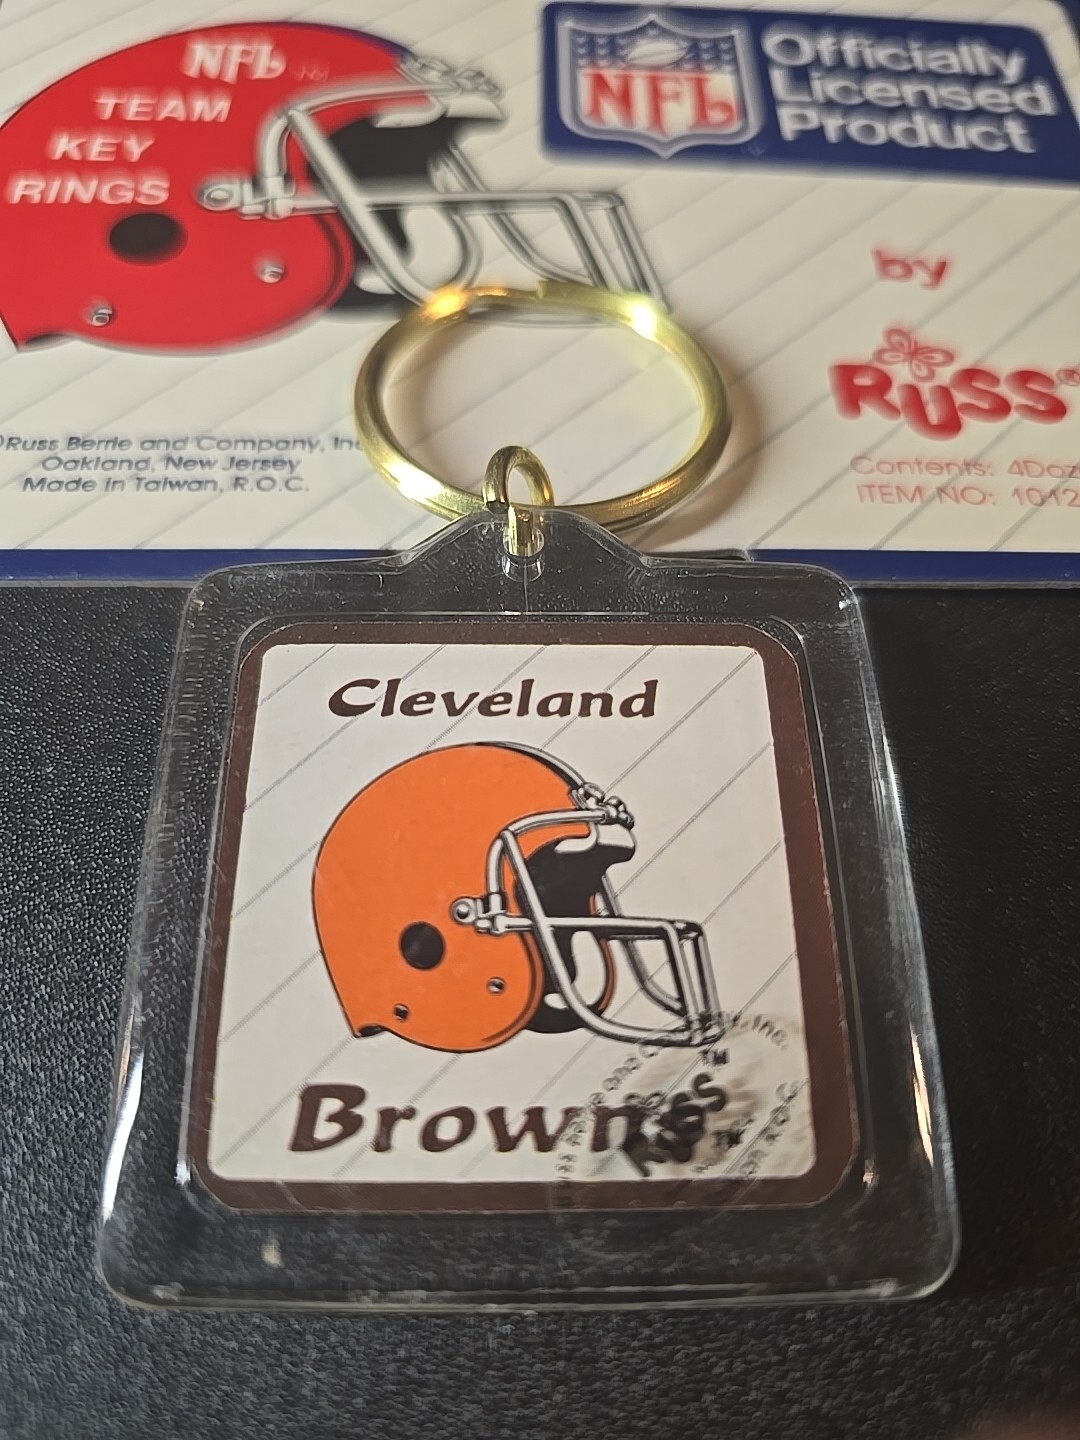 NFL
TEAM
KEY
RINGS
NFL
Officially
Licensed
Product
by
Russ®
©Russ Berrie and Company, Inc
Oakland, New Jersey
Made in Taiwan, R.O.C.
Contents: 4Doz
ITEM NO: 1012
Cleveland
Browns
Russ™